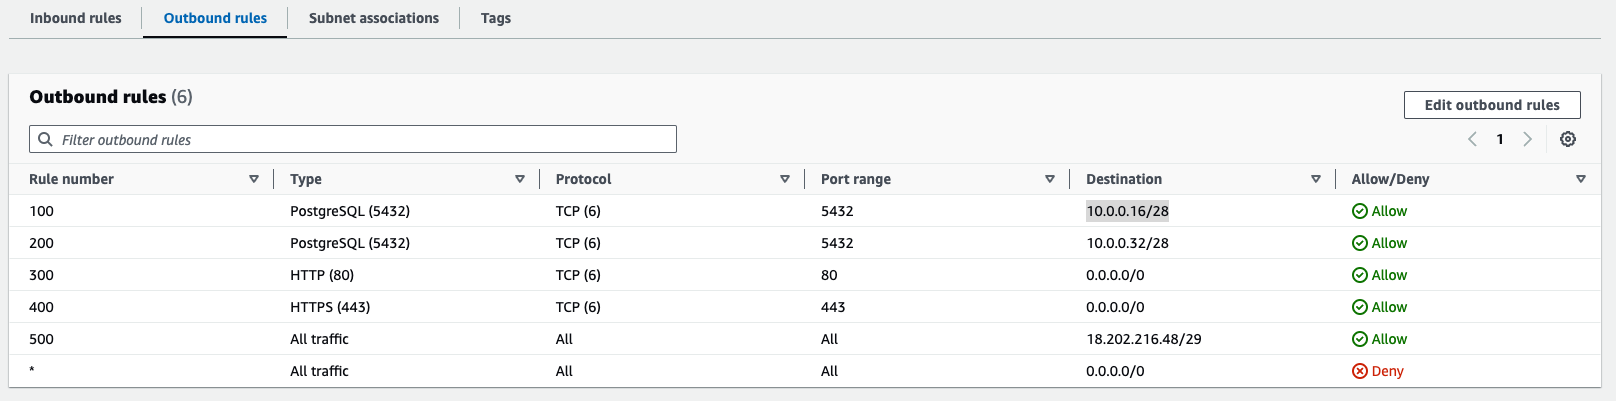 Inbound rules Outbound rules Subnet associations Tags
Outbound rules (6)
Edit outbound rules
Filter outbound rules
1
Rule number Type Protocol Port range Destination Allow/Deny
100 PostgreSQL (5432) TCP (6) 5432 10.0.0.16/28 Allow
200 PostgreSQL (5432) TCP (6) 5432 10.0.0.32/28 Allow
300 HTTP (80) TCP (6) 80 0.0.0.0/0 Allow
400 HTTPS (443) TCP (6) 443 0.0.0.0/0 Allow
500 All traffic All All 18.202.216.48/29 Allow
* All traffic All All 0.0.0.0/0 Deny